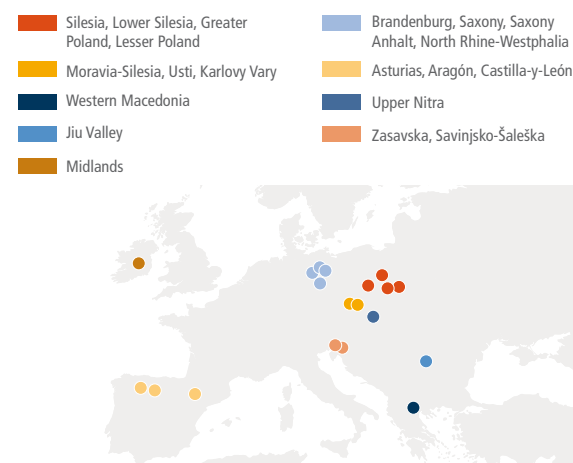 Silesia, Lower Silesia, Greater
Poland, Lesser Poland
Moravia-Silesia, Usti, Karlovy Vary
Western Macedonia
Jiu Valley
Midlands
Brandenburg, Saxony, Saxony
Anhalt, North Rhine-Westphalia
Asturias, Aragón, Castilla-y-León
Upper Nitra
Zasavska, Savinjsko-Šaleška